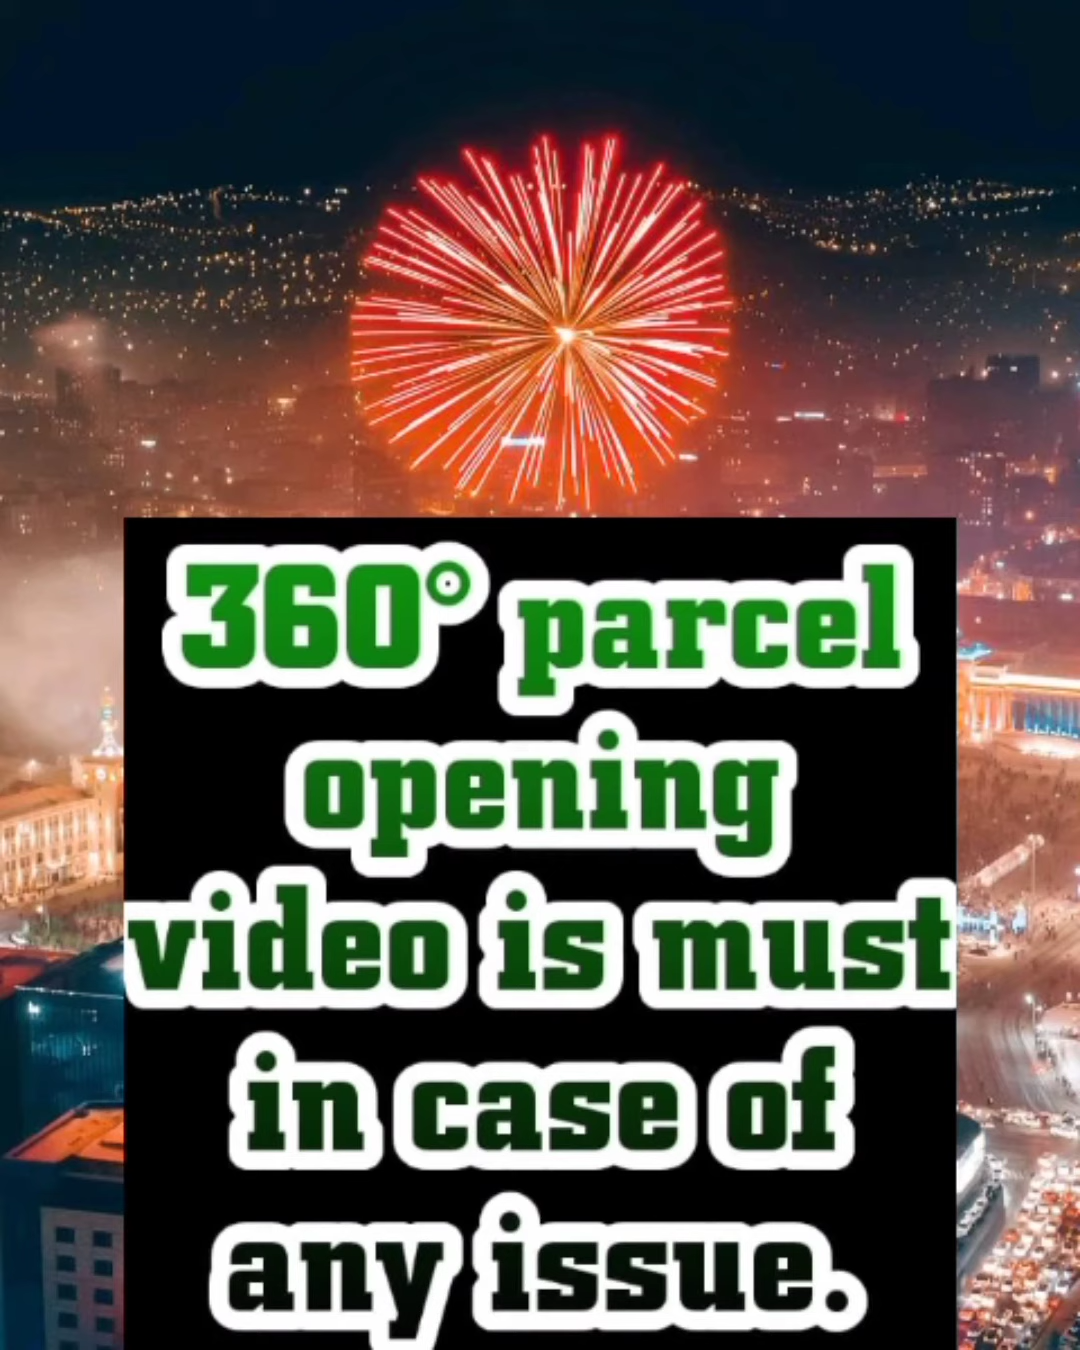 360° parcel
opening
video is must
in case of
any issue.